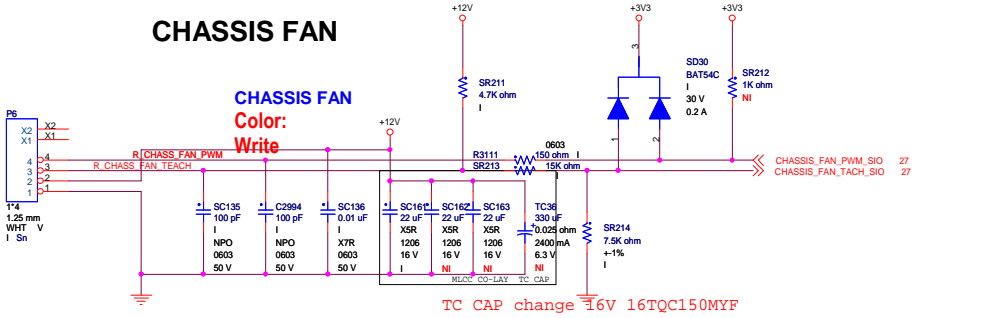 CHASSIS FAN
+12V
+3V3
+3V3
3
SD30
BAT54C
I
30 V
0.2 A
1
2
SR211
4.7K ohm
I
SR212
1K ohm
NI
CHASSIS FAN
Color:
Write
+12V
P6
X2
X1
X2
X1
4
3
2
1
4
3
2
1
R_CHASS_FAN_PWM
R_CHASS_FAN_TEACH
1*4
1.25 mm
WHT V
I Sn
0603
R3111 150 ohm I
SR213 15K ohm I
CHASSIS_FAN_PWM_SIO 27
CHASSIS_FAN_TACH_SIO 27
SC135
100 pF
I
NPO
0603
50 V
C2994
100 pF
I
NPO
0603
50 V
SC136
0.01 uF
I
X7R
0603
50 V
SC161
22 uF
X5R
1206
16 V
I
SC162
22 uF
X5R
1206
16 V
NI
SC163
22 uF
X5R
1206
16 V
NI
TC36
330 uF
0.025 ohm
2400 mA
6.3 V
NI
SR214
7.5K ohm
+-1%
I
MLCC CO-LAY TC CAP
TC CAP change 16V 16TQC150MYF